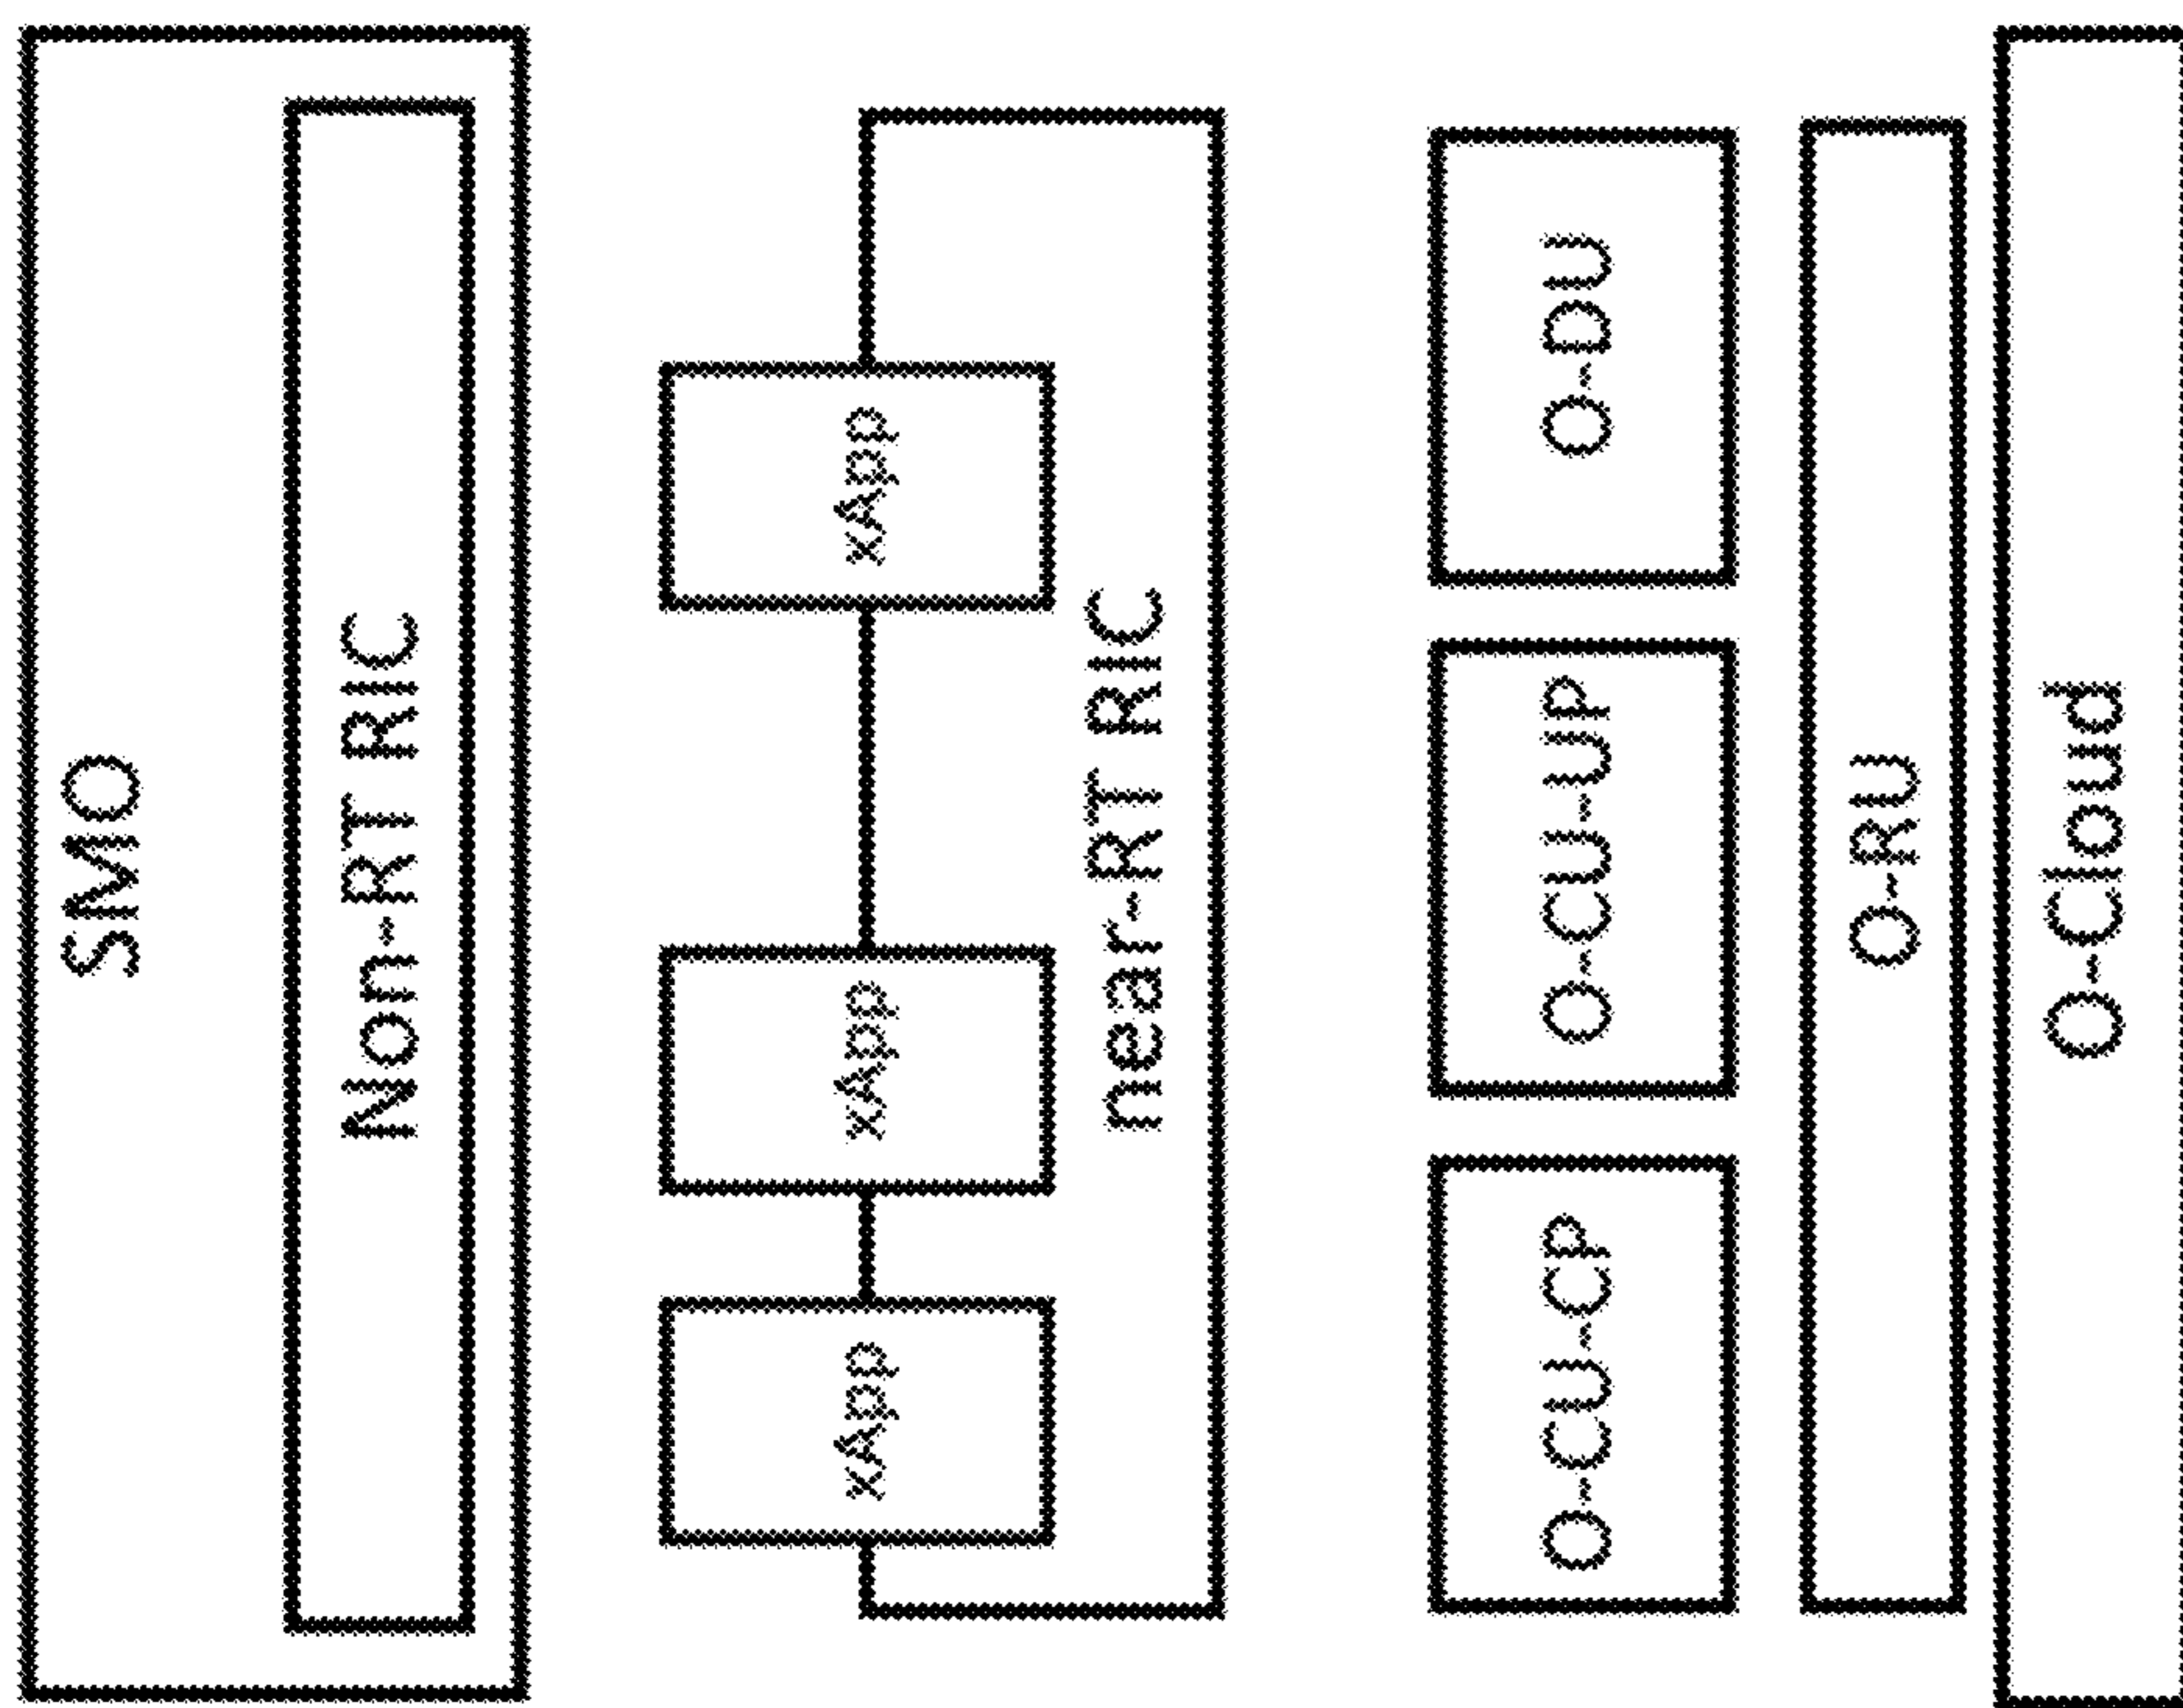 SMO
Non-RT RIC
xApp xApp xApp
near-RT RIC
O-CU-CP O-CU-UP O-DU
O-RU
O-Cloud